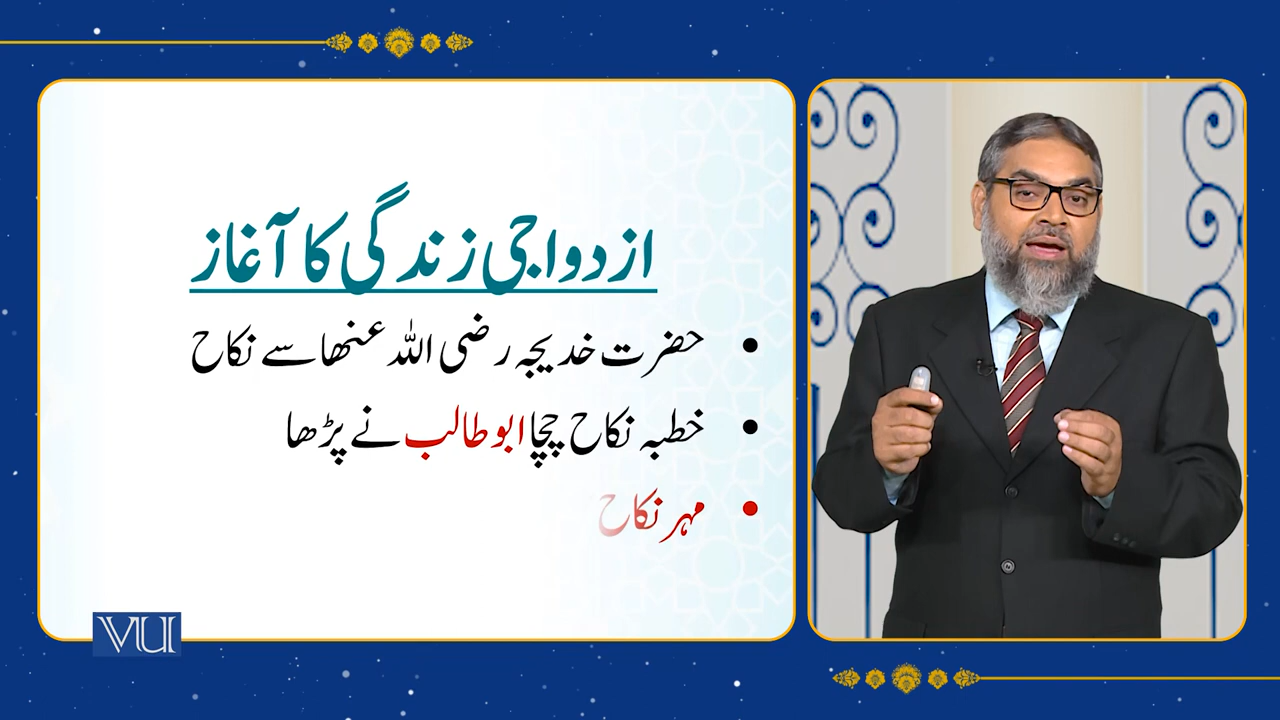 ازدواجی زندگی کا آغاز
• حضرت خدیجہ رضی اللہ عنھا سے نکاح
• خطبہ نکاح چچا ابو طالب نے پڑھا
• مہر نکاح
VU